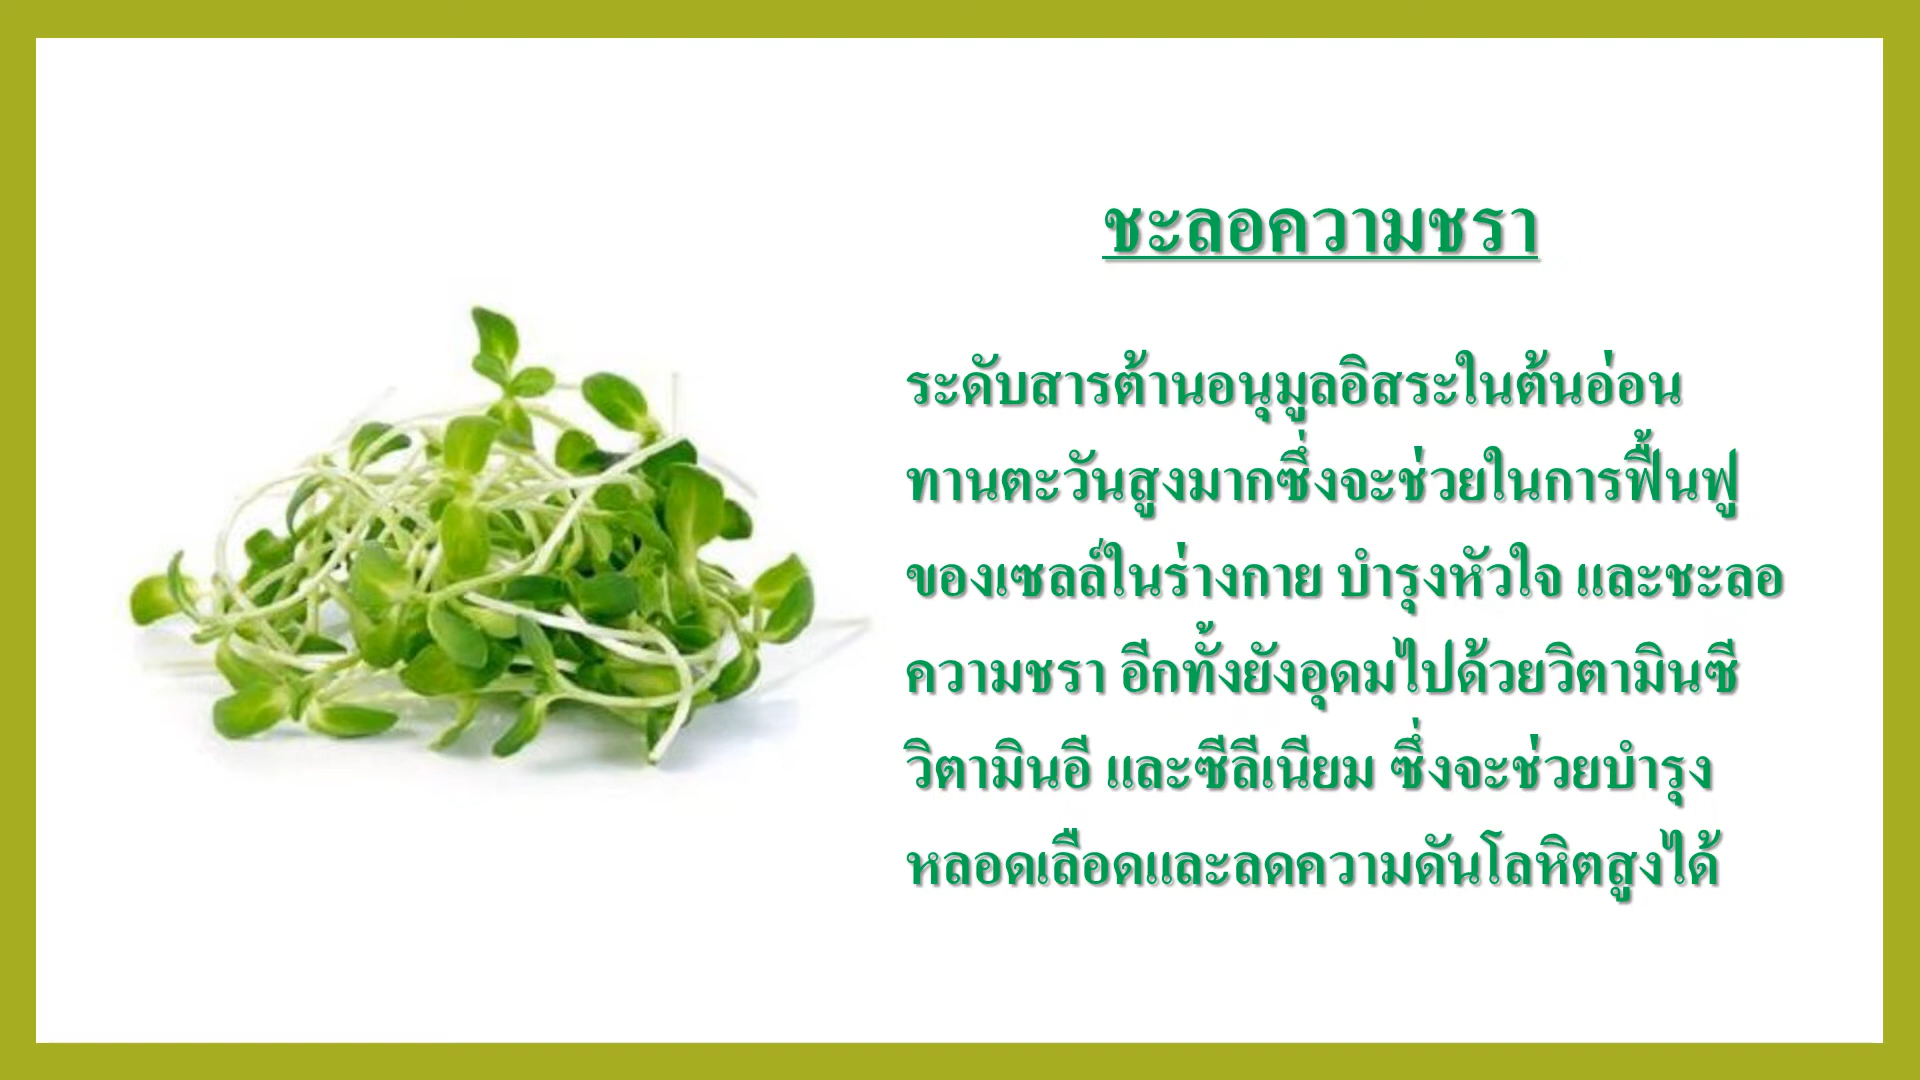 ชะลอความชรา
ระดับสารต้านอนุมูลอิสระในต้นอ่อน
ทานตะวันสูงมากซึ่งจะช่วยในการฟื้นฟู
ของเซลล์ในร่างกาย บำรุงหัวใจ และชะลอ
ความชรา อีกทั้งยังอุดมไปด้วยวิตามินซี
วิตามินอี และซีลีเนียม ซึ่งจะช่วยบำรุง
หลอดเลือดและลดความดันโลหิตสูงได้